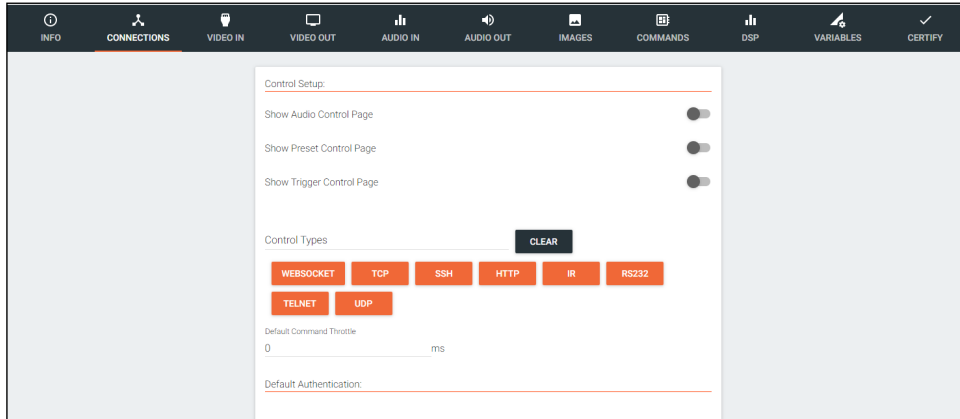 INFO CONNECTIONS VIDEO IN VIDEO OUT AUDIO IN AUDIO OUT IMAGES COMMANDS DSP VARIABLES CERTIFY
Control Setup:
Show Audio Control Page
Show Preset Control Page
Show Trigger Control Page
Control Types CLEAR
WEBSOCKET TCP SSH HTTP IR RS232
TELNET UDP
Default Command Throttle
0 ms
Default Authentication: